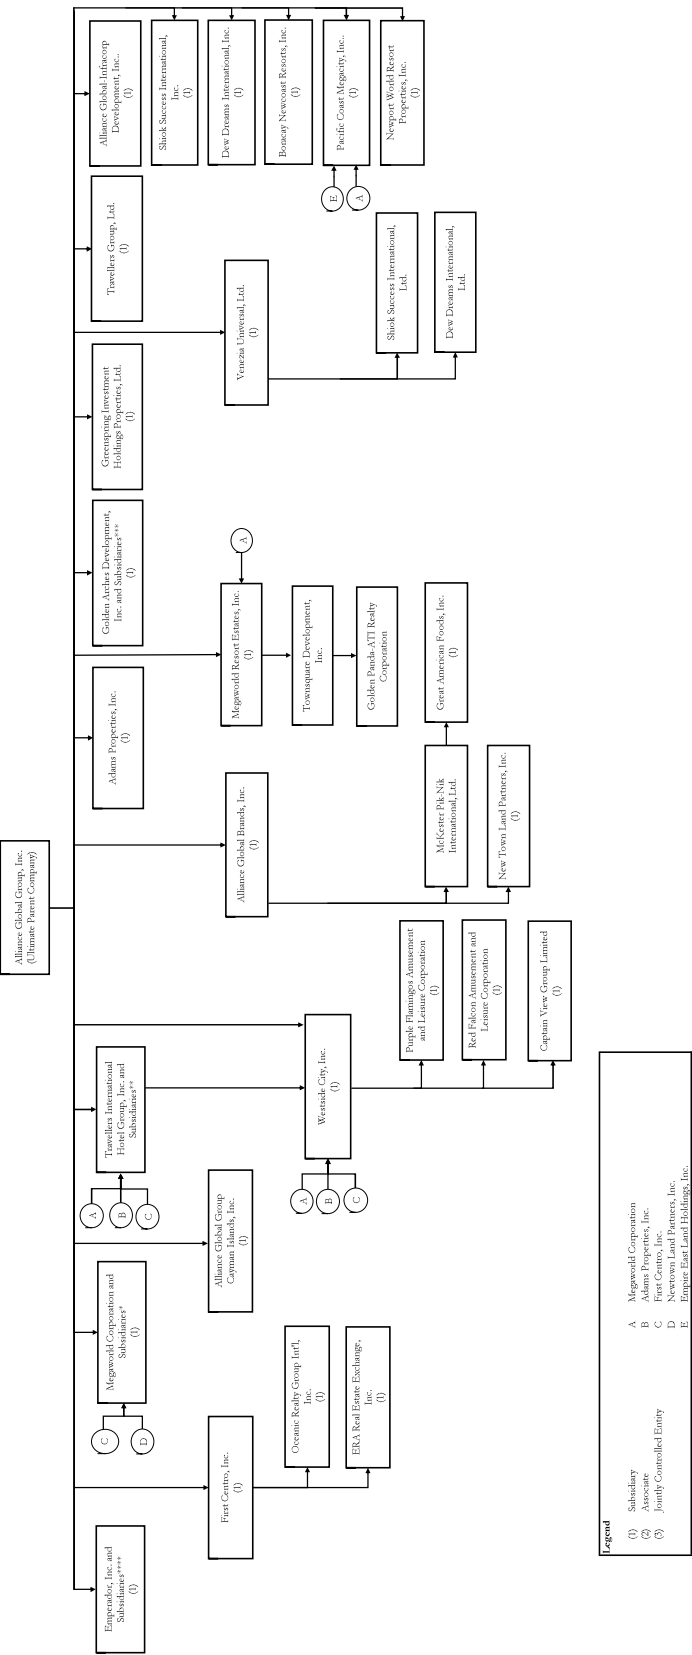 Alliance Global Group, Inc.
(Ultimate Parent Company)
Emperador, Inc. and
Subsidiaries****
(1)
Megaworld Corporation and
Subsidiaries*
(1)
C
D
Travellers International
Hotel Group, Inc. and
Subsidiaries**
A
B
C
Adams Properties, Inc.
(1)
Golden Arches Development,
Inc. and Subsidiaries***
(1)
Greenspring Investment
Holdings Properties, Ltd.
(1)
Travellers Group, Ltd.
(1)
Alliance Global-Infracorp
Development, Inc..
(1)
Shiok Success International,
Inc.
(1)
Dew Dreams International, Inc.
(1)
Boracay Newcoast Resorts, Inc.
(1)
Pacific Coast Megacity, Inc..
(1)
E
A
Newport World Resort
Properties, Inc.
(1)
First Centro, Inc.
(1)
Oceanic Realty Group Int'l,
Inc.
(1)
ERA Real Estate Exchange,
Inc.
(1)
Alliance Global Group
Cayman Islands, Inc.
(1)
Westside City, Inc.
(1)
A
B
C
Purple Flamingos Amusement
and Leisure Corporation
(1)
Red Falcon Amusement and
Leisure Corporation
(1)
Captain View Group Limited
(1)
Alliance Global Brands, Inc.
(1)
McKester Pik-Nik
International, Ltd.
New Town Land Partners, Inc.
(1)
Great American Foods, Inc.
(1)
Megaworld Resort Estates, Inc.
(1)
A
Townsquare Development,
Inc.
Golden Panda-ATI Realty
Corporation
Venezia Universal, Ltd.
(1)
Shiok Success International,
Ltd.
Dew Dreams International,
Ltd.
Legend
(1) Subsidiary A Megaworld Corporation
(2) Associate B Adams Properties, Inc.
(3) Jointly Controlled Entity C First Centro, Inc.
D Newtown Land Partners, Inc.
E Empire East Land Holdings, Inc.